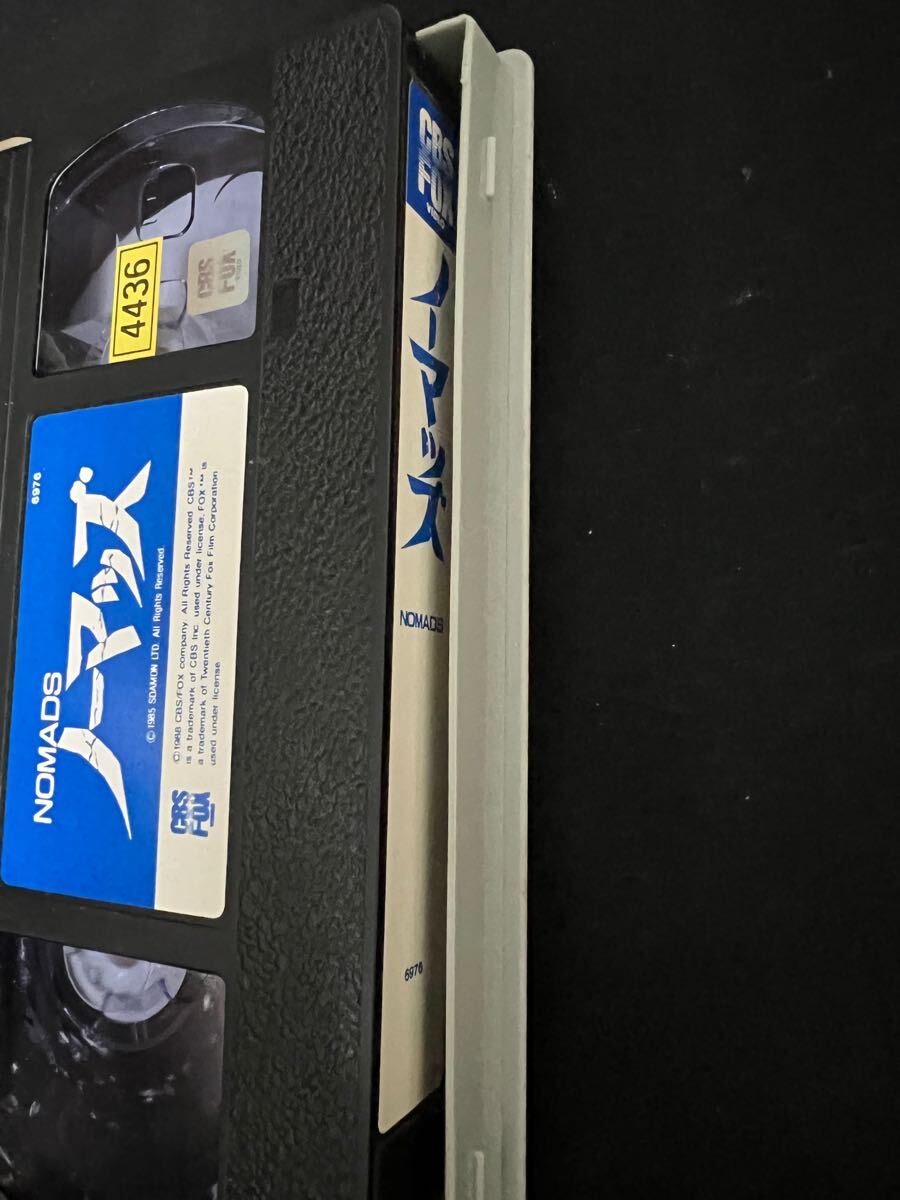 4436
CBS
FOX
VIDEO
6976
NOMADS
ノーマッズ
©1985 SDAMON LTD. All Rights Reserved.
©1988 CBS/FOX company. All Rights Reserved. CBS™
is a trademark of CBS Inc. used under license. FOX™ is
a trademark of Twentieth Century Fox Film Corporation
used under license
CBS
FOX
CBS
FOX
VIDEO
ノーマッズ
NOMADS
6976